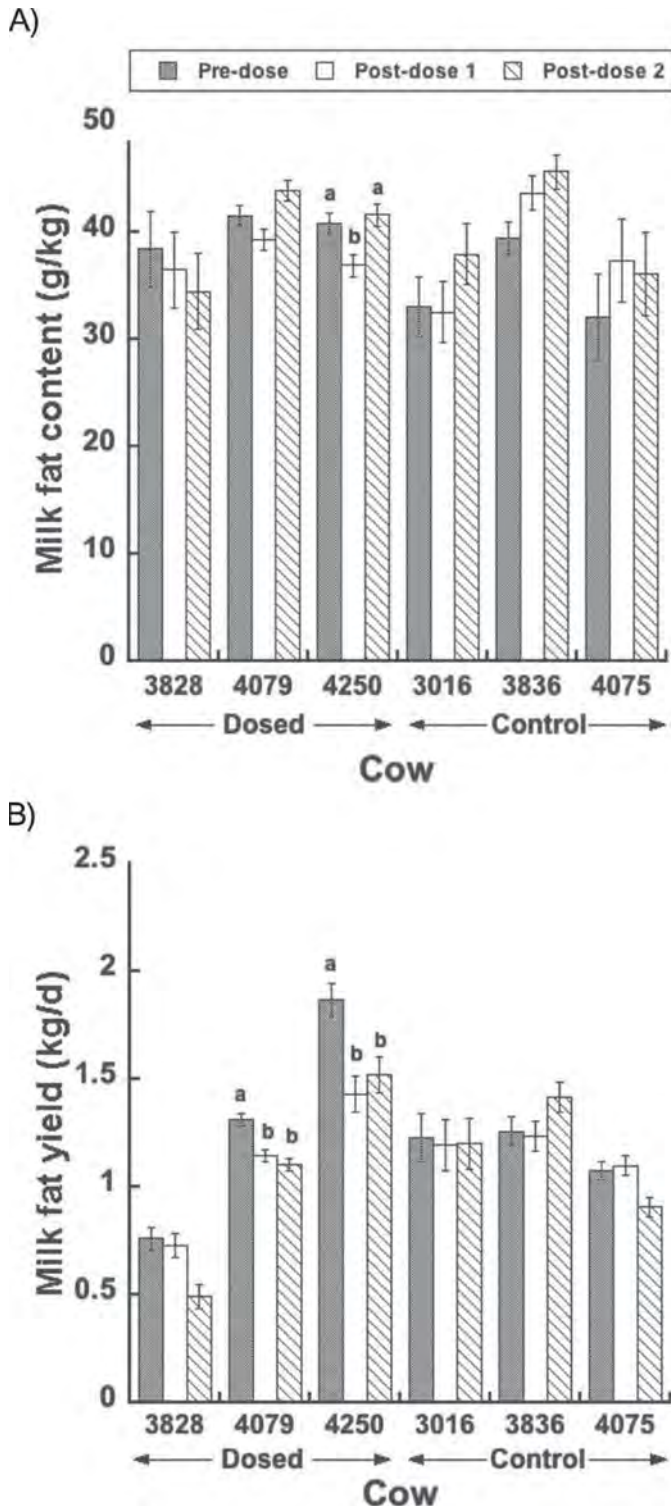 A)
Pre-dose Post-dose 1 Post-dose 2
Milk fat content (g/kg)
50
40
30
20
10
0
a
b
a
3828 4079 4250 3016 3836 4075
Dosed Control
Cow
B)
Milk fat yield (kg/d)
2.5
2
1.5
1
0.5
0
a
b
b
a
b
b
3828 4079 4250 3016 3836 4075
Dosed Control
Cow